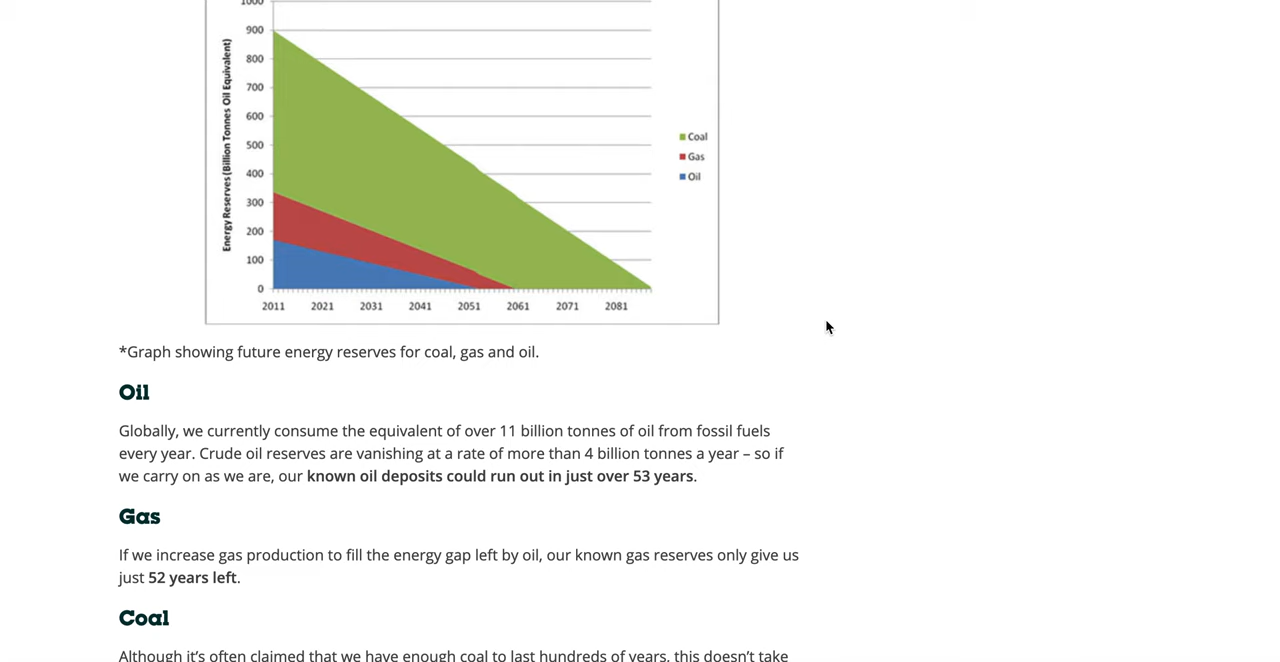 1000
900
800
700
600
500
400
300
200
100
0
Energy Reserves (Billion Tonnes Oil Equivalent)
Coal
Gas
Oil
2011 2021 2031 2041 2051 2061 2071 2081
*Graph showing future energy reserves for coal, gas and oil.
Oil
Globally, we currently consume the equivalent of over 11 billion tonnes of oil from fossil fuels
every year. Crude oil reserves are vanishing at a rate of more than 4 billion tonnes a year – so if
we carry on as we are, our known oil deposits could run out in just over 53 years.
Gas
If we increase gas production to fill the energy gap left by oil, our known gas reserves only give us
just 52 years left.
Coal
Although it’s often claimed that we have enough coal to last hundreds of years, this doesn’t take